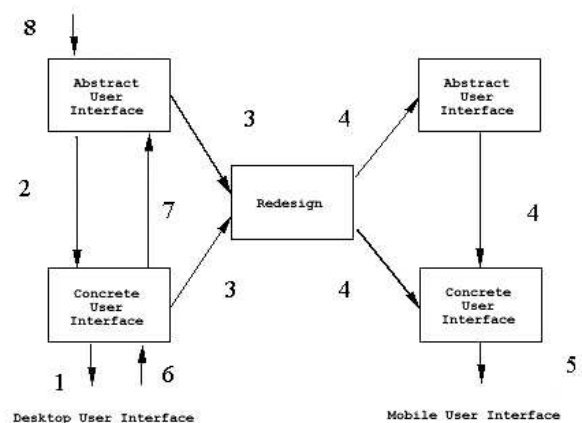 8
Abstract
User
Interface
Abstract
User
Interface
3
4
2
7
Redesign
4
3
4
Concrete
User
Interface
Concrete
User
Interface
1
6
5
Desktop User Interface
Mobile User Interface